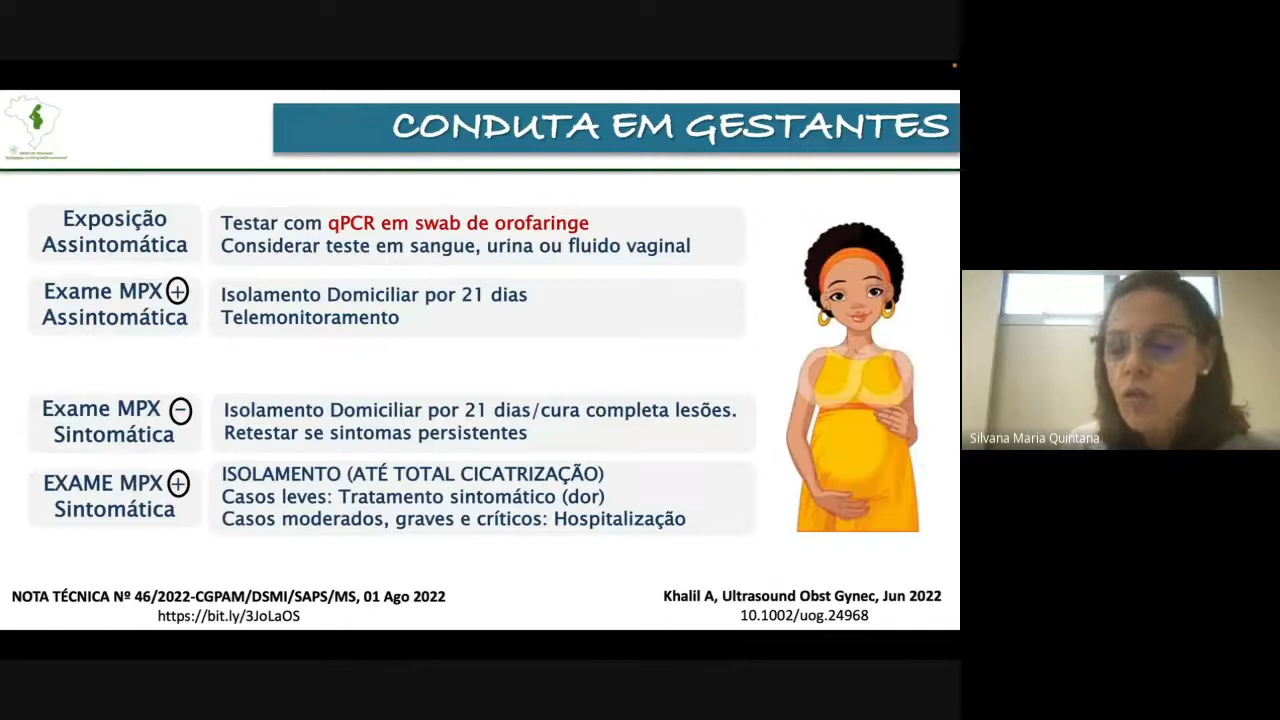 CONDUTA EM GESTANTES
Exposição
Assintomática
Testar com qPCR em swab de orofaringe
Considerar teste em sangue, urina ou fluido vaginal
Exame MPX +
Assintomática
Isolamento Domiciliar por 21 dias
Telemonitoramento
Exame MPX −
Sintomática
Isolamento Domiciliar por 21 dias/cura completa lesões.
Retestar se sintomas persistentes
EXAME MPX +
Sintomática
ISOLAMENTO (ATÉ TOTAL CICATRIZAÇÃO)
Casos leves: Tratamento sintomático (dor)
Casos moderados, graves e críticos: Hospitalização
NOTA TÉCNICA Nº 46/2022-CGPAM/DSMI/SAPS/MS, 01 Ago 2022
https://bit.ly/3JoLaOS
Khalil A, Ultrasound Obst Gynec, Jun 2022
10.1002/uog.24968
Silvana Maria Quintana